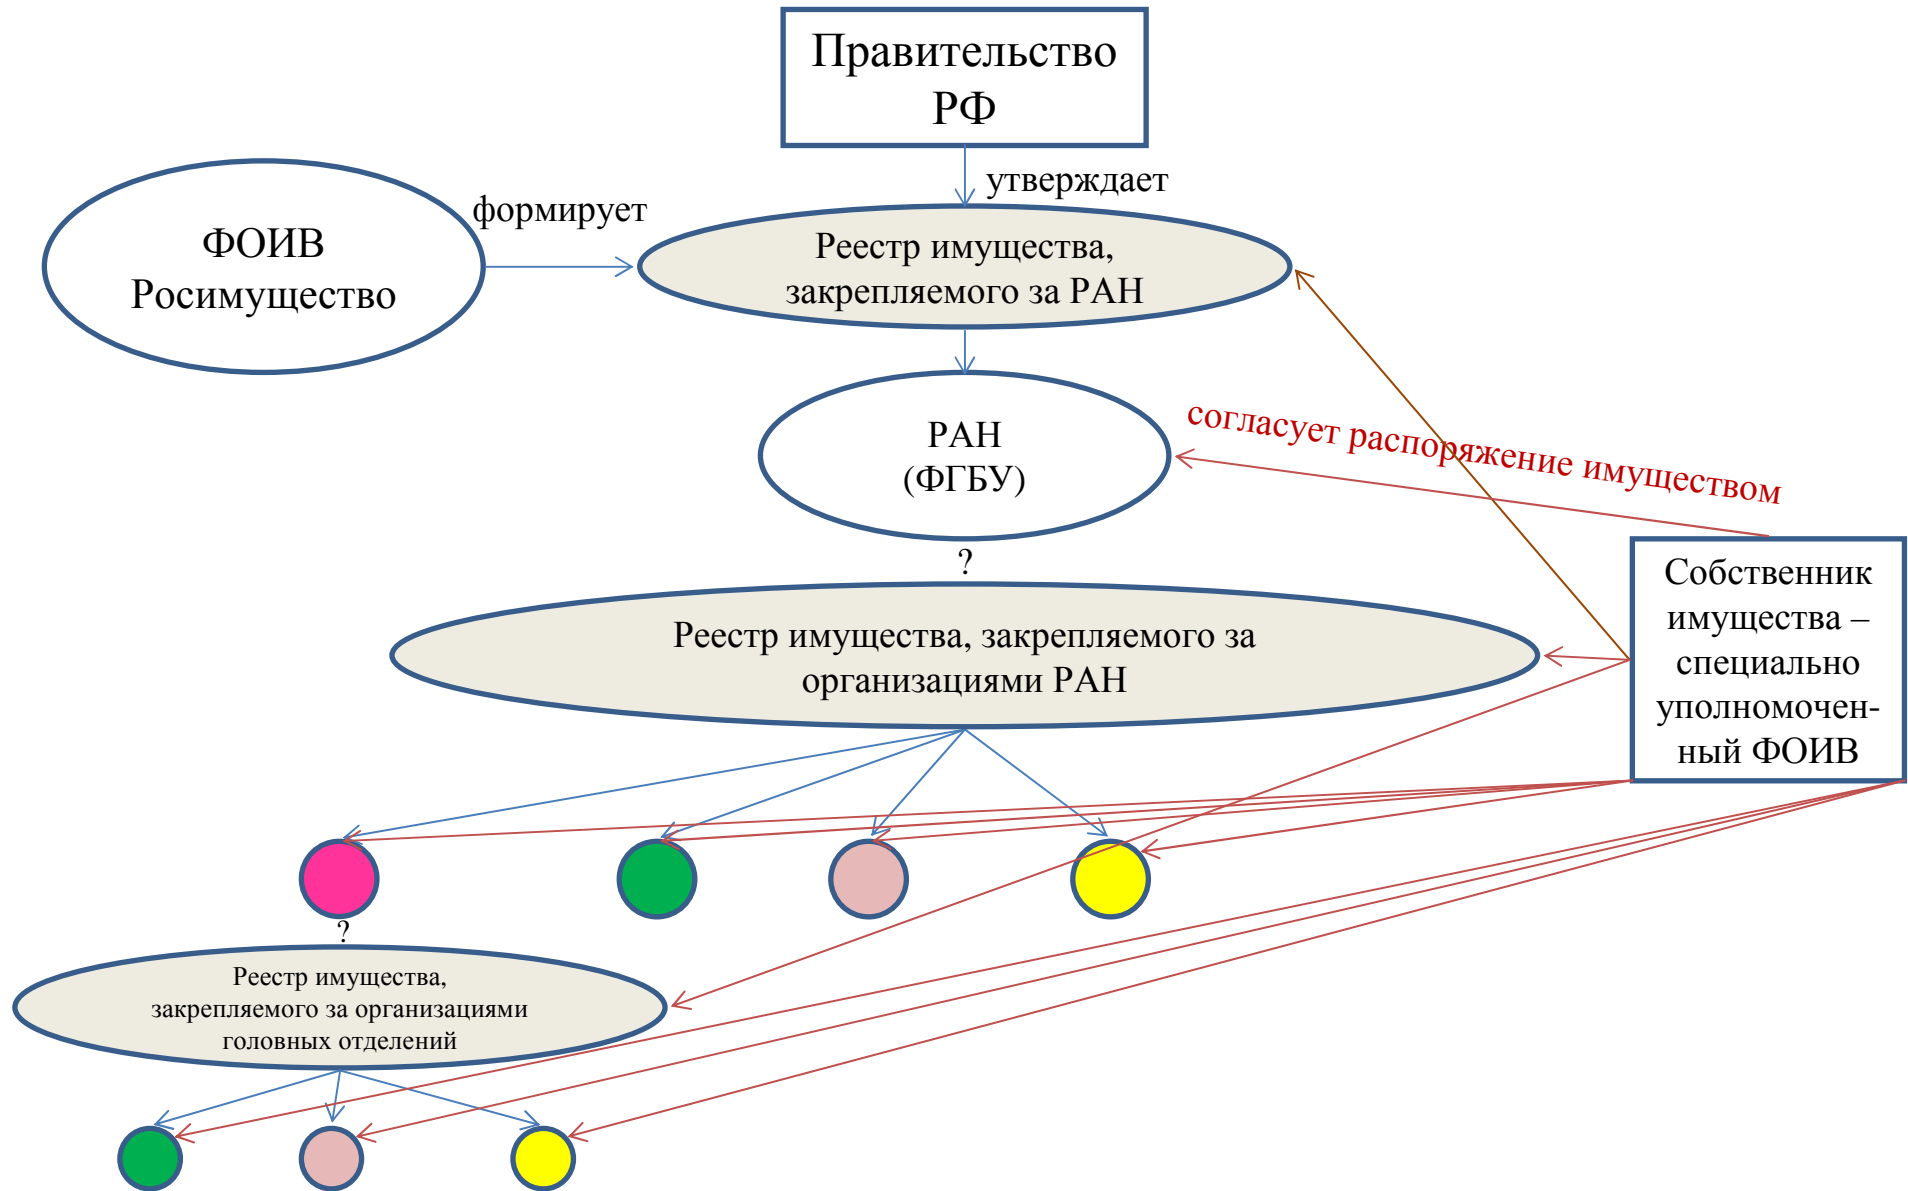 Правительство
РФ
утверждает
формирует
ФОИВ
Росимущество
Реестр имущества,
закрепляемого за РАН
РАН
(ФГБУ)
согласует распоряжение имуществом
?
Собственник
имущества –
специально
уполномочен-
ный ФОИВ
Реестр имущества, закрепляемого за
организациями РАН
?
Реестр имущества,
закрепляемого за организациями
головных отделений